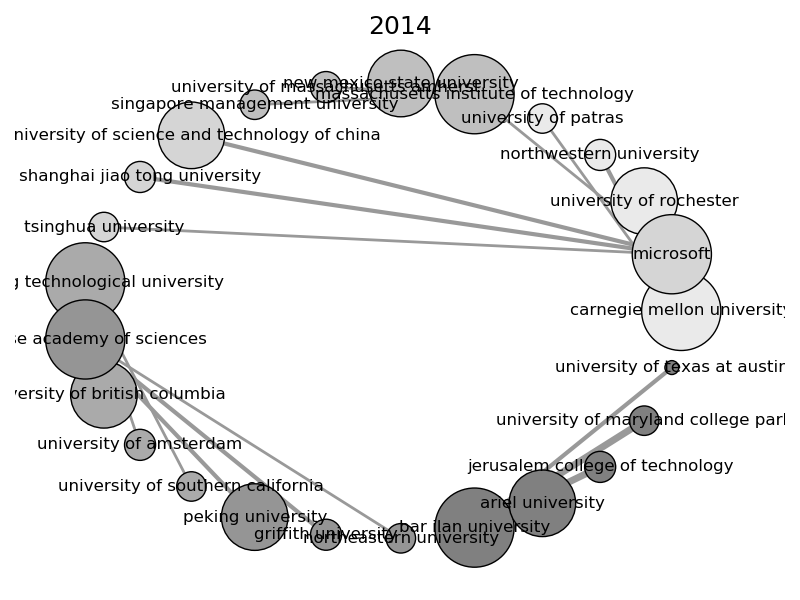 2014
new mexico state university
university of massachusetts amherst
massachusetts institute of technology
singapore management university
university of patras
niversity of science and technology of china
northwestern university
shanghai jiao tong university
university of rochester
tsinghua university
microsoft
g technological university
carnegie mellon university
se academy of sciences
university of texas at austin
versity of british columbia
university of maryland college park
university of amsterdam
jerusalem college of technology
university of southern california
ariel university
peking university
bar ilan university
griffith university
northeastern university